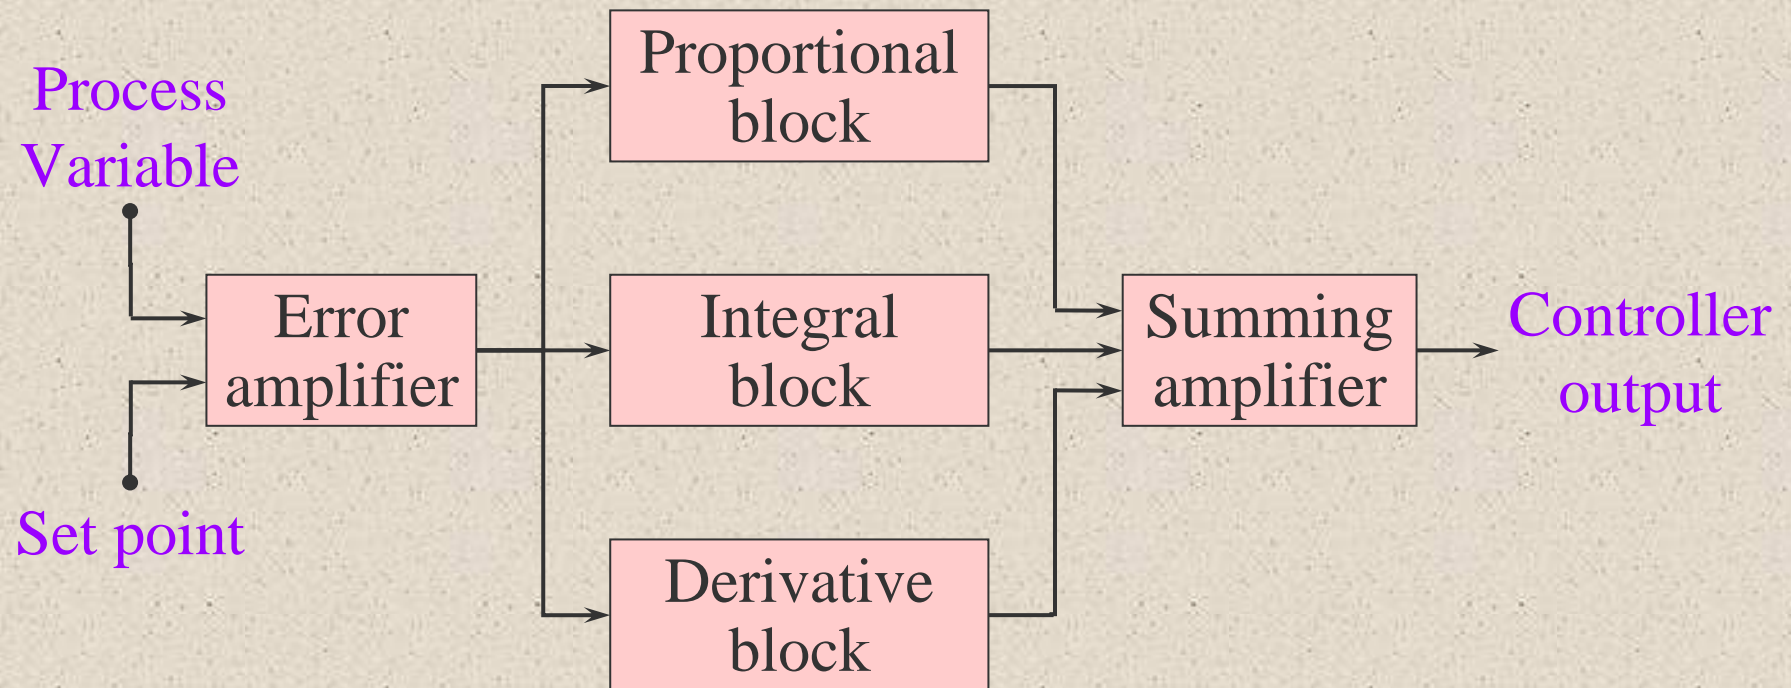 Process
Variable
Set point
Error
amplifier
Proportional
block
Integral
block
Derivative
block
Summing
amplifier
Controller
output